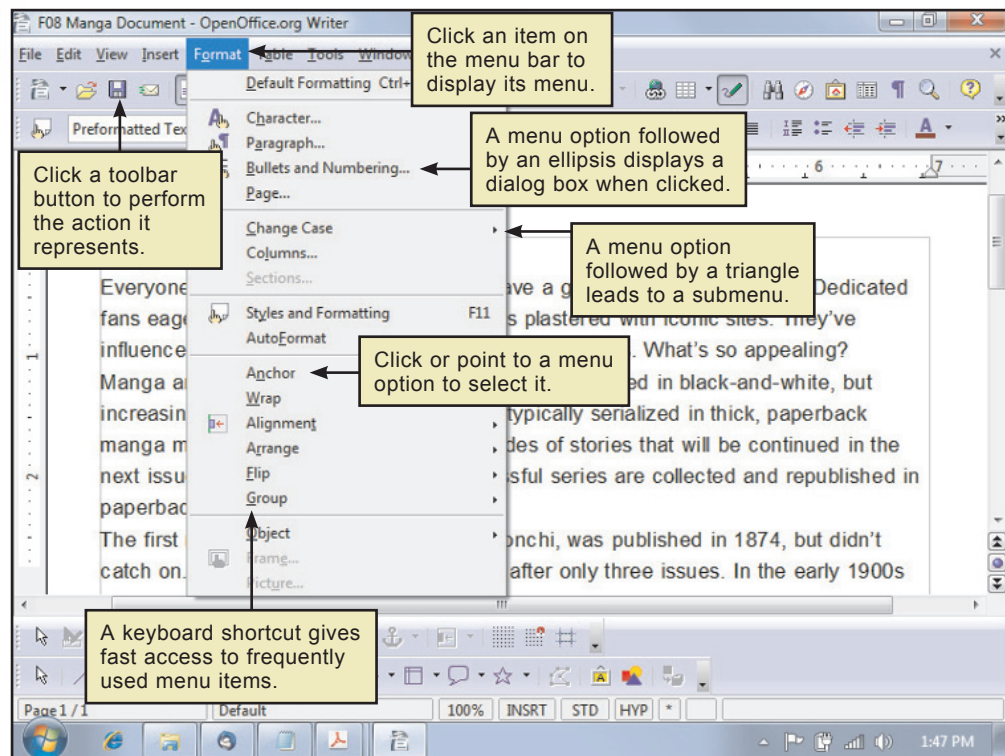 F08 Manga Document - OpenOffice.org Writer
File Edit View Insert Format Table Tools Window
Click an item on
the menu bar to
display its menu.
Default Formatting Ctrl+
Preformatted Tex
Character...
Paragraph...
Bullets and Numbering...
Page...
A menu option followed
by an ellipsis displays a
dialog box when clicked.
6 7
Click a toolbar
button to perform
the action it
represents.
Change Case
Columns...
Sections...
A menu option
followed by a triangle
leads to a submenu.
Styles and Formatting F11
AutoFormat
Click or point to a menu
option to select it.
Anchor
Wrap
Alignment
Arrange
Flip
Group
Object
Frame...
Picture...
1
2
Everyone ave a g Dedicated
fans eage s plastered with iconic sites. They've
influence . What's so appealing?
Manga a ed in black-and-white, but
increasin typically serialized in thick, paperback
manga m des of stories that will be continued in the
next issu sful series are collected and republished in
paperbac
The first onchi, was published in 1874, but didn't
catch on. after only three issues. In the early 1900s
A keyboard shortcut gives
fast access to frequently
used menu items.
Page 1 / 1 Default 100% INSRT STD HYP *
1:47 PM